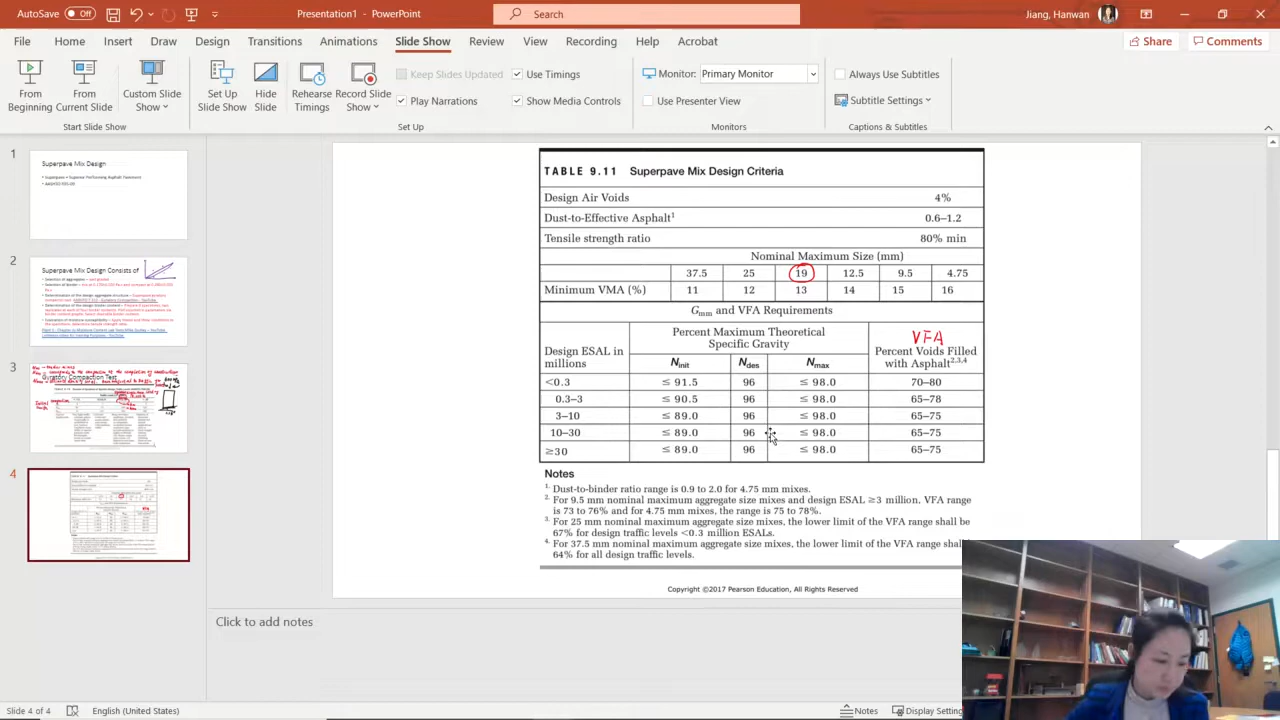 AutoSave Off Presentation1 - PowerPoint Search Jiang, Hanwan
File Home Insert Draw Design Transitions Animations Slide Show Review View Recording Help Acrobat Share Comments
From Beginning
From Current Slide
Custom Slide Show
Set Up Slide Show
Hide Slide
Rehearse Timings
Record Slide Show
Keep Slides Updated
Play Narrations
Use Timings
Show Media Controls
Monitor: Primary Monitor
Use Presenter View
Always Use Subtitles
Subtitle Settings
Start Slide Show Set Up Monitors Captions & Subtitles
1
Superpave Mix Design
2
Superpave Mix Design Consists of
3
Gyratory Compaction Test
4
TABLE 9.11 Superpave Mix Design Criteria
Design Air Voids 4%
Dust-to-Effective Asphalt1 0.6–1.2
Tensile strength ratio 80% min
Nominal Maximum Size (mm)
37.5 25 19 12.5 9.5 4.75
Minimum VMA (%) 11 12 13 14 15 16
Gmm and VFA Requirements
Design ESAL in millions
Percent Maximum Theoretical Specific Gravity
VFA
Percent Voids Filled with Asphalt2,3,4
Ninit Ndes Nmax
<0.3 ≤ 91.5 96 ≤ 98.0 70–80
0.3–3 ≤ 90.5 96 ≤ 98.0 65–78
3–10 ≤ 89.0 96 ≤ 98.0 65–75
10–30 ≤ 89.0 96 ≤ 98.0 65–75
≥30 ≤ 89.0 96 ≤ 98.0 65–75
Notes
1. Dust-to-binder ratio range is 0.9 to 2.0 for 4.75 mm mixes.
2. For 9.5 mm nominal maximum aggregate size mixes and design ESAL ≥3 million, VFA range
is 73 to 76% and for 4.75 mm mixes, the range is 75 to 78%.
3. For 25 mm nominal maximum aggregate size mixes, the lower limit of the VFA range shall be
67% for design traffic levels <0.3 million ESALs.
4. For 37.5 mm nominal maximum aggregate size mixes, the lower limit of the VFA range shal
64% for all design traffic levels.
Copyright ©2017 Pearson Education, All Rights Reserved
Click to add notes
Slide 4 of 4 English (United States) Notes Display Setting